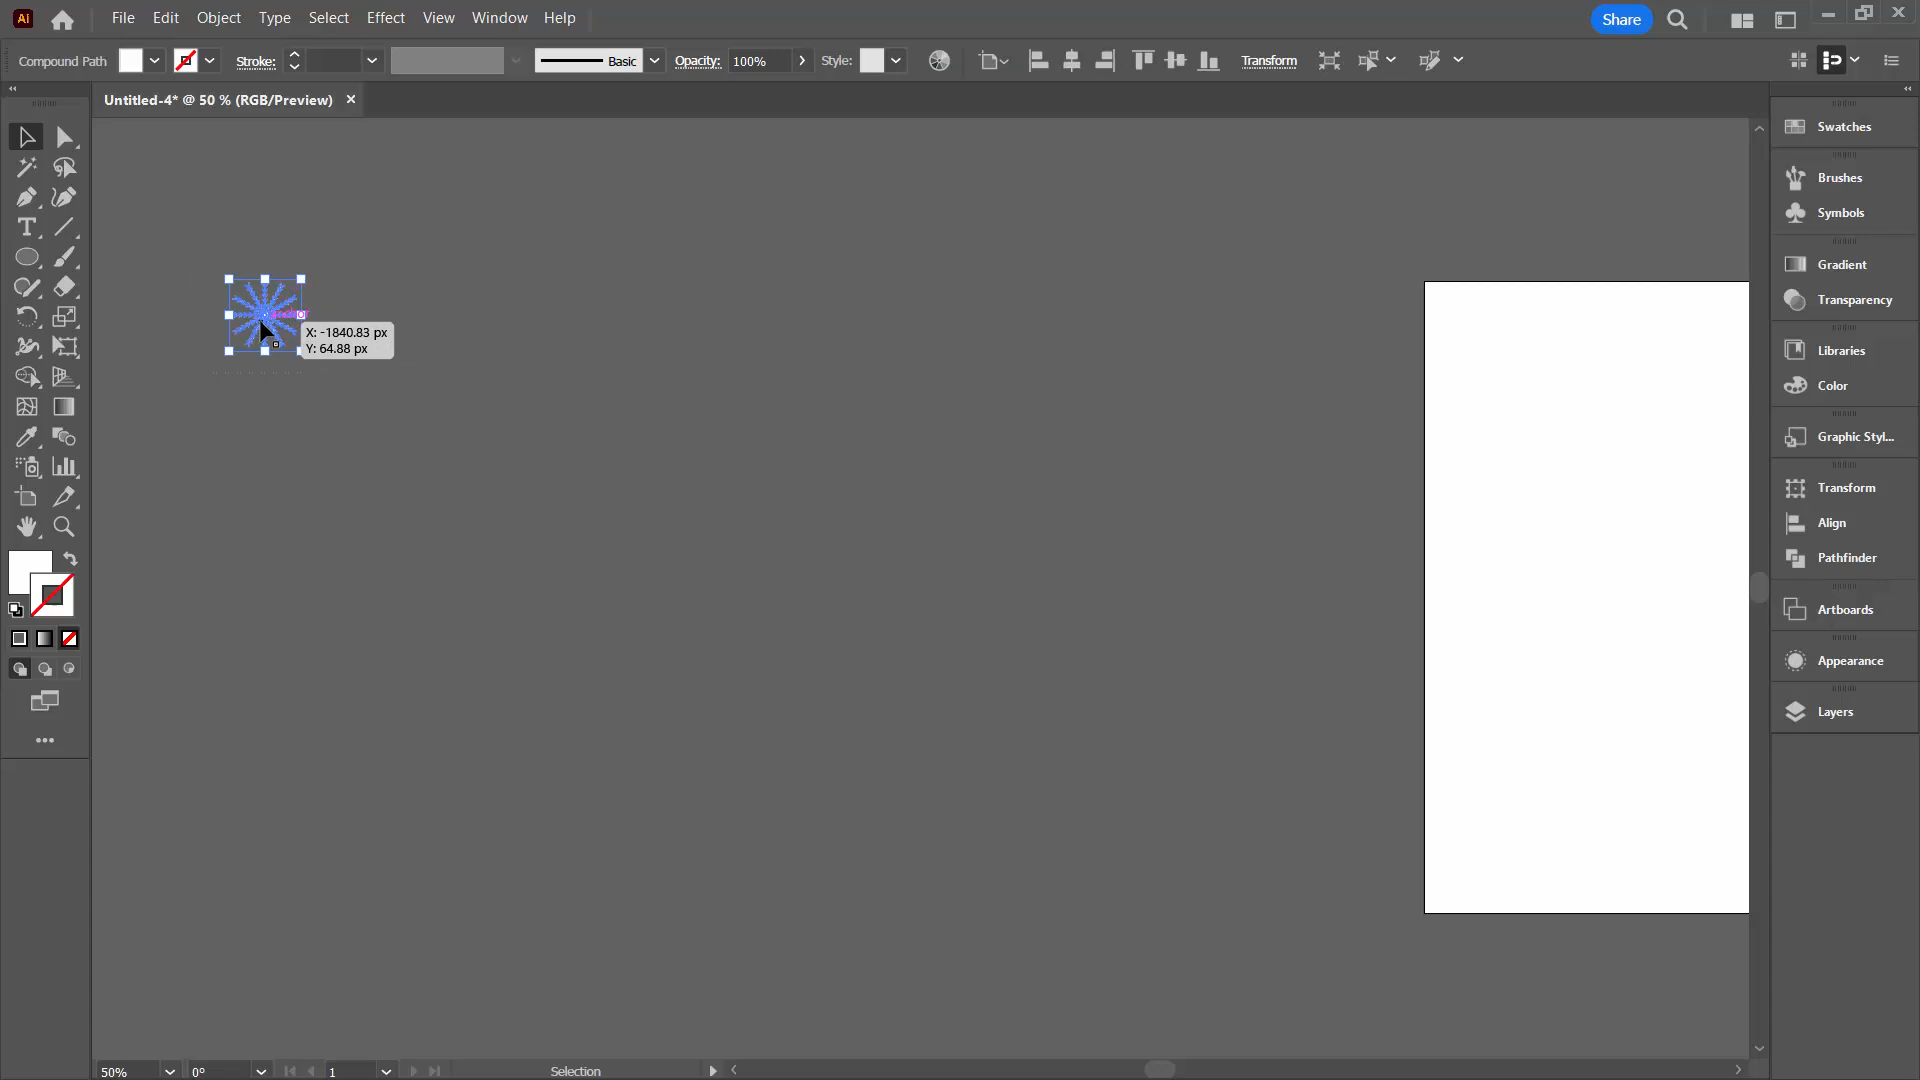 Ai File Edit Object Type Select Effect View Window Help Share
Compound Path Stroke: Basic Opacity: 100% Style: Transform
Untitled-4* @ 50 % (RGB/Preview)
X: -1840.83 px
Y: 64.88 px
Swatches
Brushes
Symbols
Gradient
Transparency
Libraries
Color
Graphic Styl...
Transform
Align
Pathfinder
Artboards
Appearance
Layers
50% 0° 1 Selection